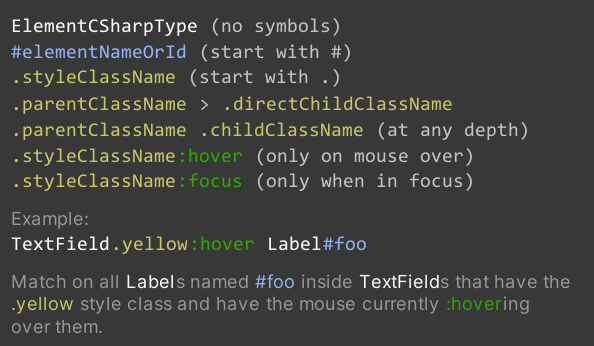 ElementCSharpType (no symbols)
#elementNameOrId (start with #)
.styleClassName (start with .)
.parentClassName > .directChildClassName
.parentClassName .childClassName (at any depth)
.styleClassName:hover (only on mouse over)
.styleClassName:focus (only when in focus)
Example:
TextField.yellow:hover Label#foo
Match on all Labels named #foo inside TextFields that have the
.yellow style class and have the mouse currently :hovering
over them.